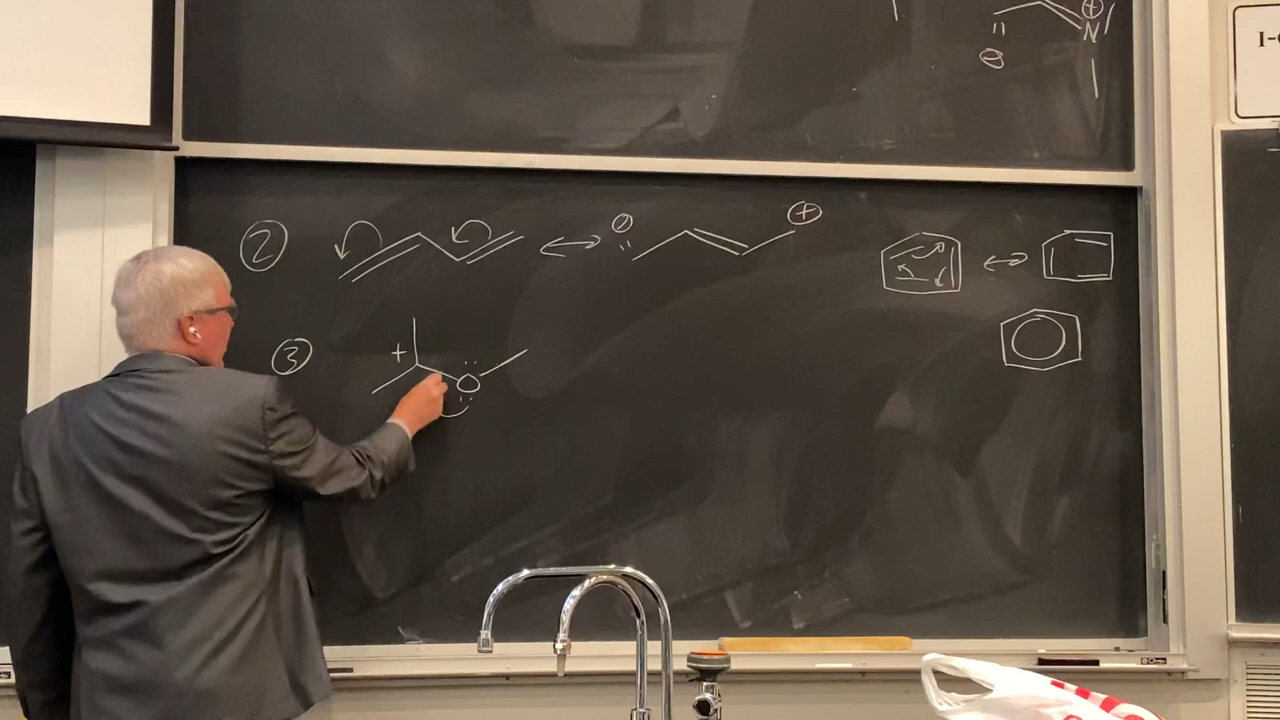 ⊕
N
⊖
I-
②
⊖
⊕
③
+
O